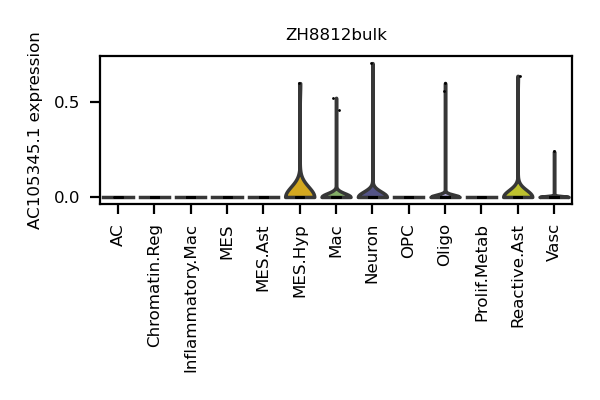 ZH8812bulk
AC105345.1 expression
0.5
0.0
AC
Chromatin.Reg
Inflammatory.Mac
MES
MES.Ast
MES.Hyp
Mac
Neuron
OPC
Oligo
Prolif.Metab
Reactive.Ast
Vasc